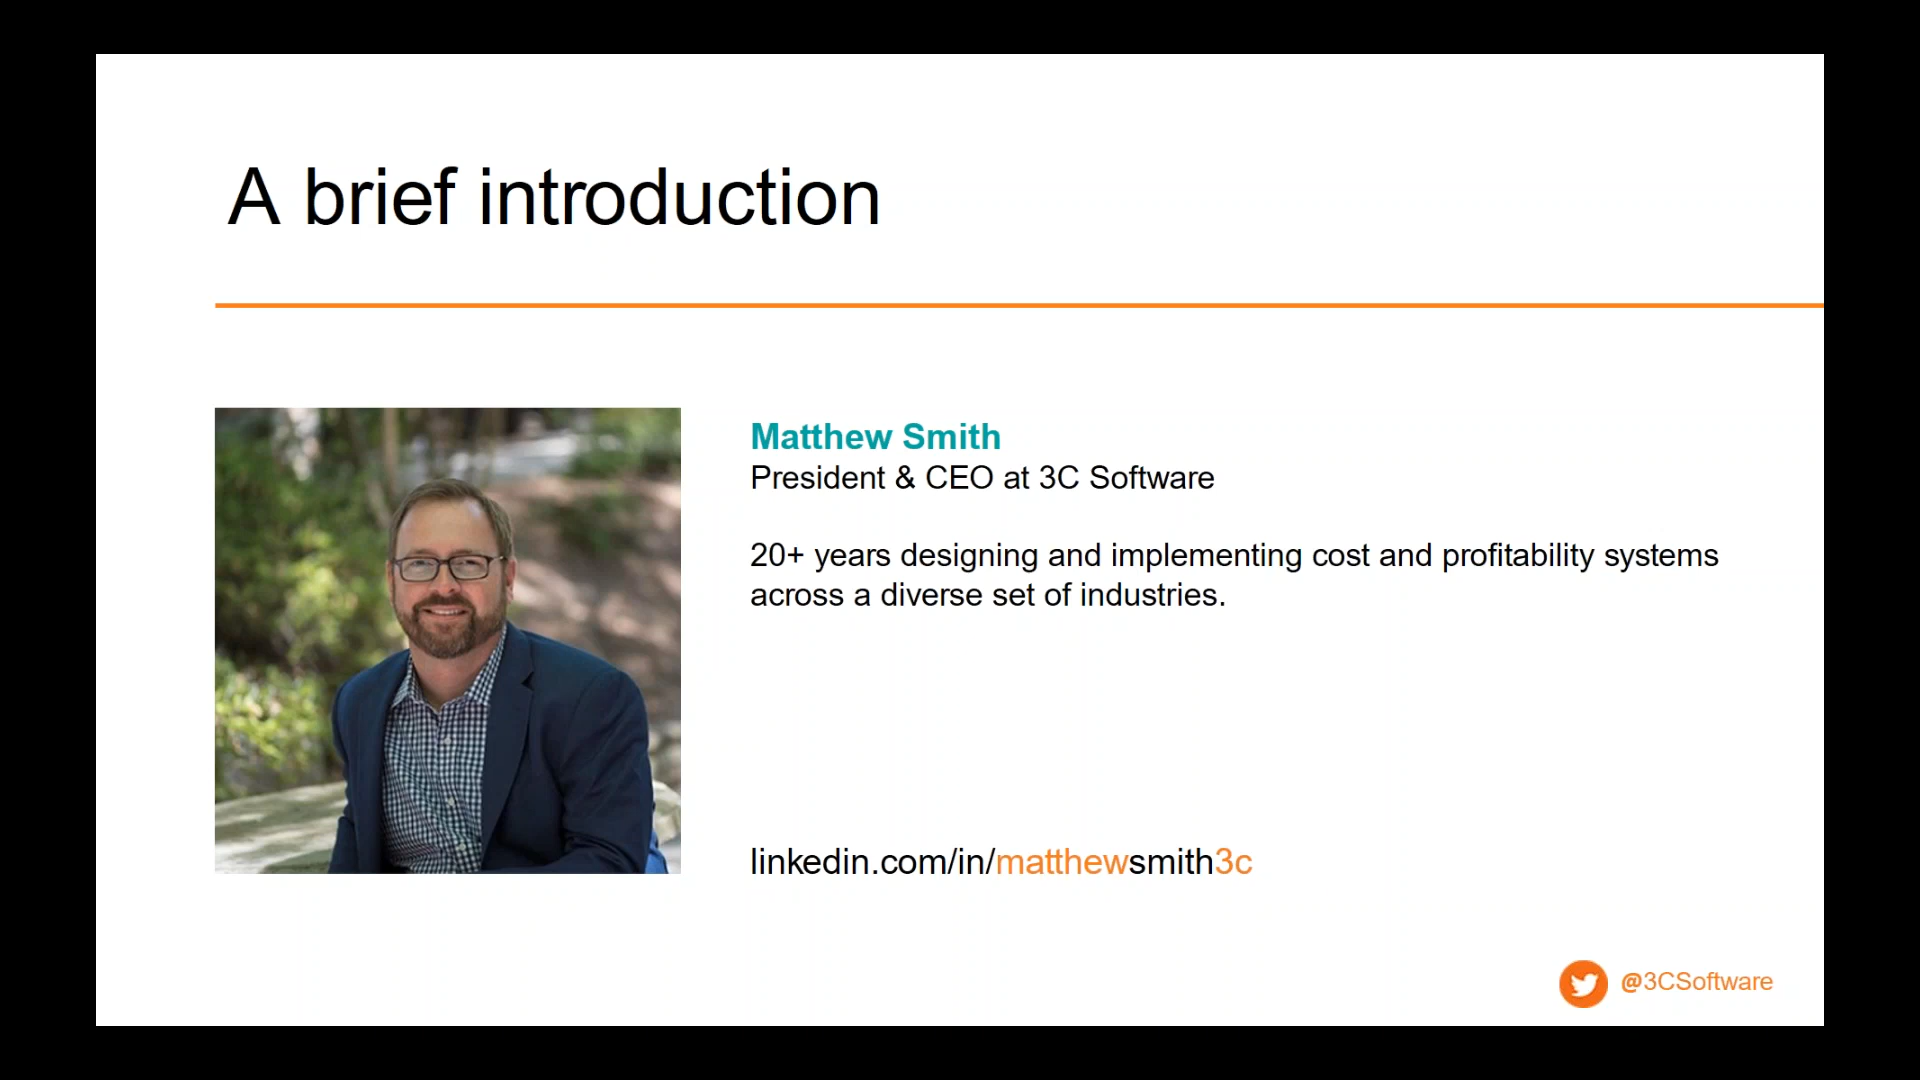 A brief introduction
Matthew Smith
President & CEO at 3C Software
20+ years designing and implementing cost and profitability systems
across a diverse set of industries.
linkedin.com/in/matthewsmith3c
@3CSoftware